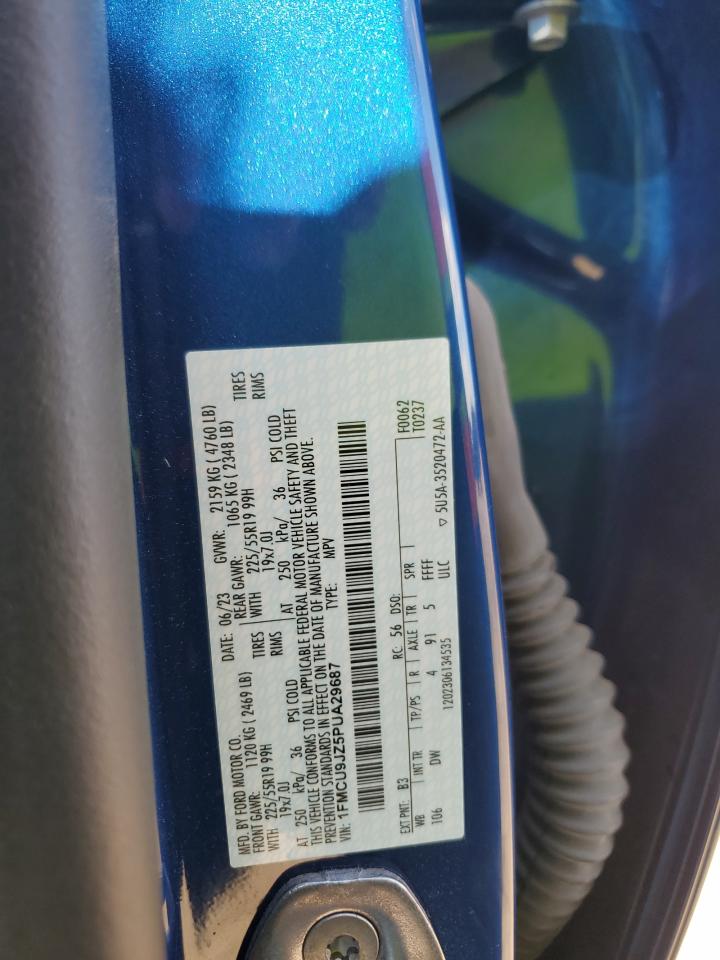 MFD. BY FORD MOTOR CO.
DATE: 06/23 GVWR: 2159 KG ( 4760 LB)
FRONT GAWR: 1120 KG ( 2469 LB) REAR GAWR: 1065 KG ( 2348 LB)
WITH 225/55R19 99H TIRES WITH 225/55R19 99H TIRES
19x7.0J RIMS 19x7.0J RIMS
AT 250 kPa/ 36 PSI COLD AT 250 kPa/ 36 PSI COLD
THIS VEHICLE CONFORMS TO ALL APPLICABLE FEDERAL MOTOR VEHICLE SAFETY AND THEFT
PREVENTION STANDARDS IN EFFECT ON THE DATE OF MANUFACTURE SHOWN ABOVE.
VIN: 1FMCU9JZ5PUA29687 TYPE: MPV
EXT PNT: B3 RC: 56 DSO: F0062
WB INT TR TP/PS R AXLE TR SPR T0237
106 DW 4 91 5 FFFF
1202306134535 ULC ▽ 5U5A-3520472-AA